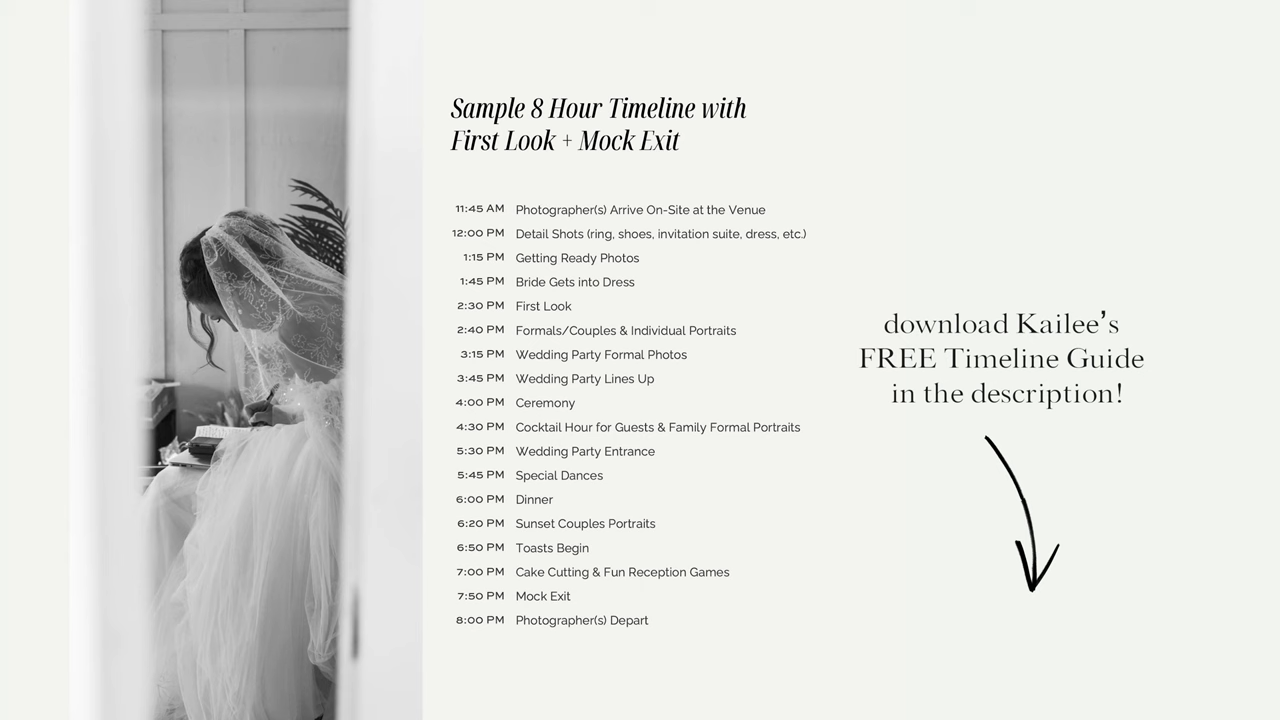 Sample 8 Hour Timeline with
First Look + Mock Exit
11:45 AM Photographer(s) Arrive On-Site at the Venue
12:00 PM Detail Shots (ring, shoes, invitation suite, dress, etc.)
1:15 PM Getting Ready Photos
1:45 PM Bride Gets into Dress
2:30 PM First Look
2:40 PM Formals/Couples & Individual Portraits
3:15 PM Wedding Party Formal Photos
3:45 PM Wedding Party Lines Up
4:00 PM Ceremony
4:30 PM Cocktail Hour for Guests & Family Formal Portraits
5:30 PM Wedding Party Entrance
5:45 PM Special Dances
6:00 PM Dinner
6:20 PM Sunset Couples Portraits
6:50 PM Toasts Begin
7:00 PM Cake Cutting & Fun Reception Games
7:50 PM Mock Exit
8:00 PM Photographer(s) Depart
download Kailee's
FREE Timeline Guide
in the description!